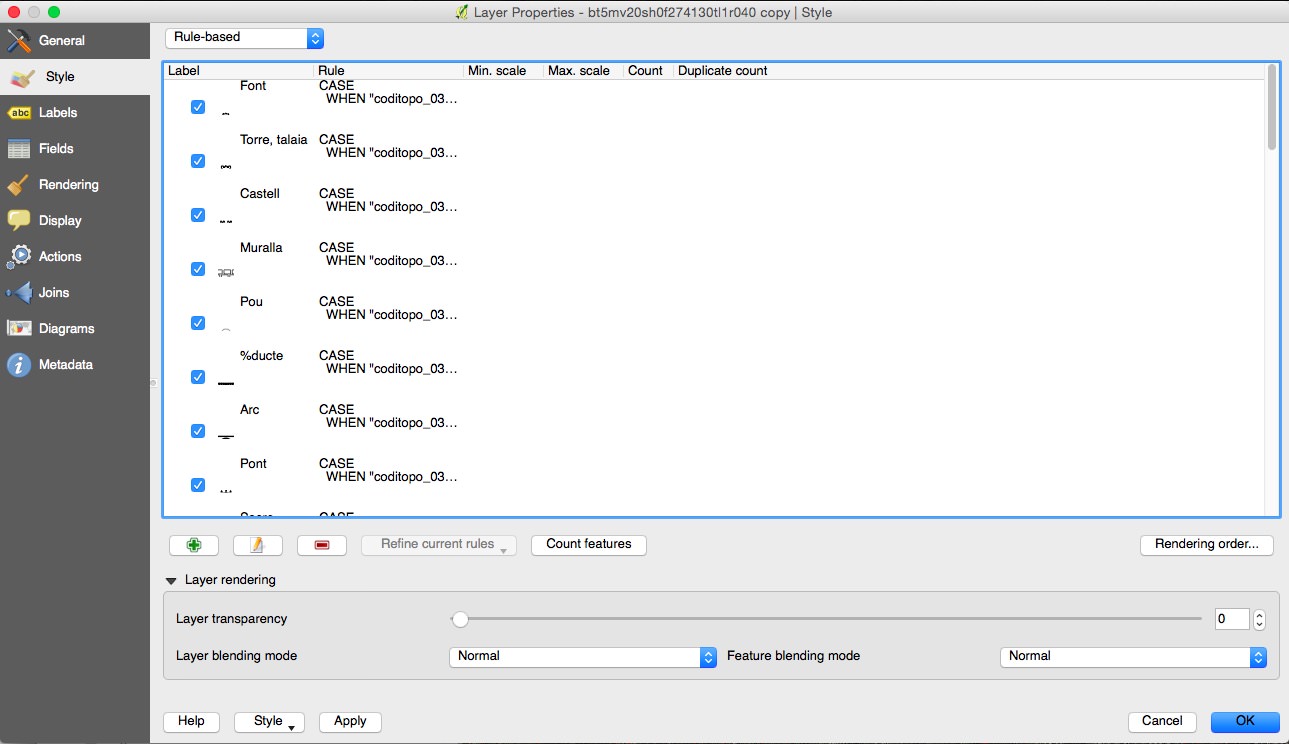 Layer Properties - bt5mv20sh0f274130tl1r040 copy | Style
General
Style
Labels
Fields
Rendering
Display
Actions
Joins
Diagrams
Metadata
abc
Rule-based
Label Rule Min. scale Max. scale Count Duplicate count
Font CASE
WHEN "coditopo_03...
Torre, talaia CASE
WHEN "coditopo_03...
Castell CASE
WHEN "coditopo_03...
Muralla CASE
WHEN "coditopo_03...
Pou CASE
WHEN "coditopo_03...
%ducte CASE
WHEN "coditopo_03...
Arc CASE
WHEN "coditopo_03...
Pont CASE
WHEN "coditopo_03...
CASE
Refine current rules Count features Rendering order...
Layer rendering
Layer transparency 0
Layer blending mode Normal Feature blending mode Normal
Help Style Apply Cancel OK